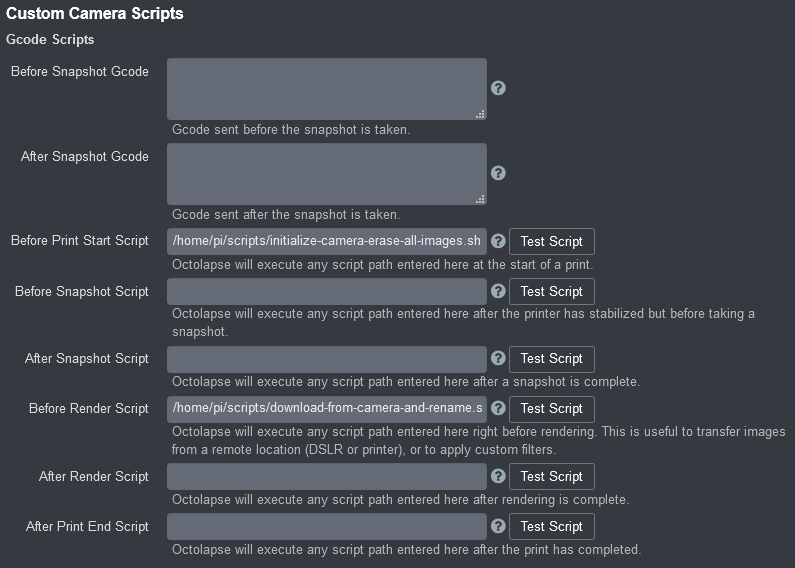 Custom Camera Scripts
Gcode Scripts
Before Snapshot Gcode
?
Gcode sent before the snapshot is taken.
After Snapshot Gcode
?
Gcode sent after the snapshot is taken.
Before Print Start Script /home/pi/scripts/initialize-camera-erase-all-images.sh ? Test Script
Octolapse will execute any script path entered here at the start of a print.
Before Snapshot Script ? Test Script
Octolapse will execute any script path entered here after the printer has stabilized but before taking a
snapshot.
After Snapshot Script ? Test Script
Octolapse will execute any script path entered here after a snapshot is complete.
Before Render Script /home/pi/scripts/download-from-camera-and-rename.s ? Test Script
Octolapse will execute any script path entered here right before rendering. This is useful to transfer images
from a remote location (DSLR or printer), or to apply custom filters.
After Render Script ? Test Script
Octolapse will execute any script path entered here after rendering is complete.
After Print End Script ? Test Script
Octolapse will execute any script path entered here after the print has completed.